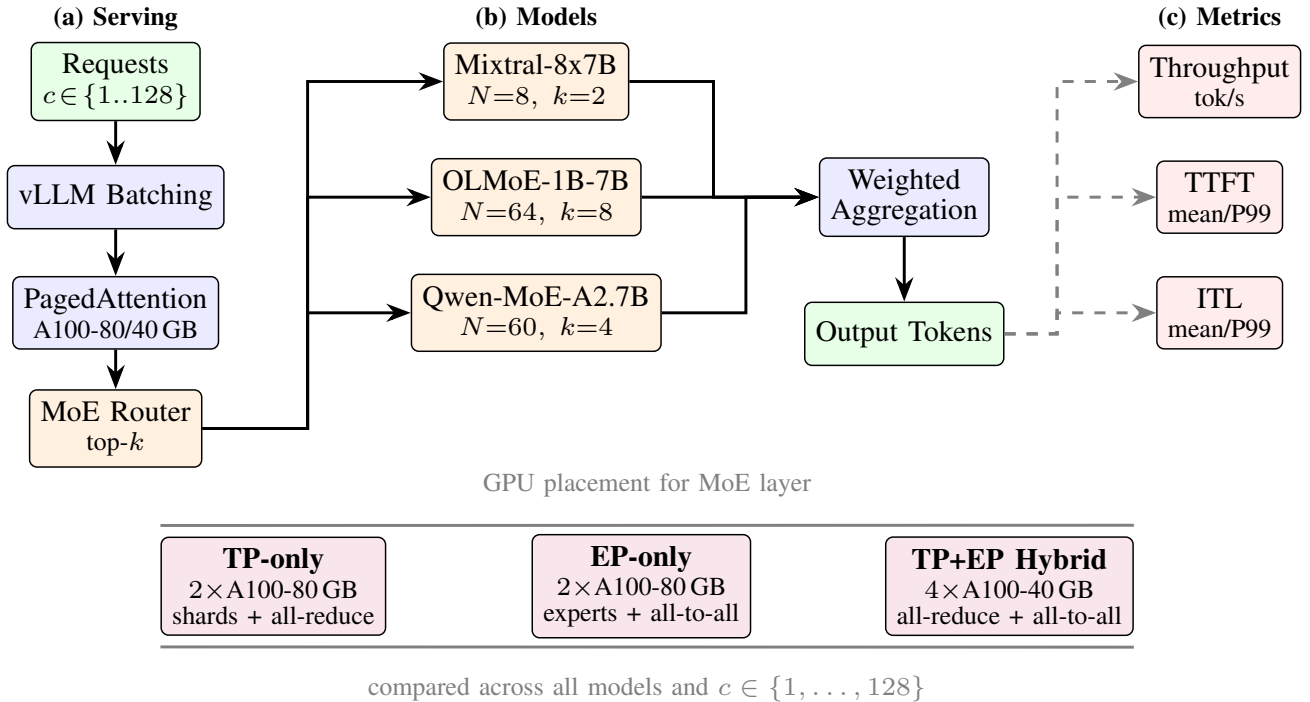 (a) Serving
Requests
c ∈ {1..128}
vLLM Batching
PagedAttention
A100-80/40 GB
MoE Router
top-k
(b) Models
Mixtral-8x7B
N=8, k=2
OLMoE-1B-7B
N=64, k=8
Qwen-MoE-A2.7B
N=60, k=4
Weighted
Aggregation
Output Tokens
(c) Metrics
Throughput
tok/s
TTFT
mean/P99
ITL
mean/P99
GPU placement for MoE layer
TP-only
2×A100-80 GB
shards + all-reduce
EP-only
2×A100-80 GB
experts + all-to-all
TP+EP Hybrid
4×A100-40 GB
all-reduce + all-to-all
compared across all models and c ∈ {1, . . . , 128}